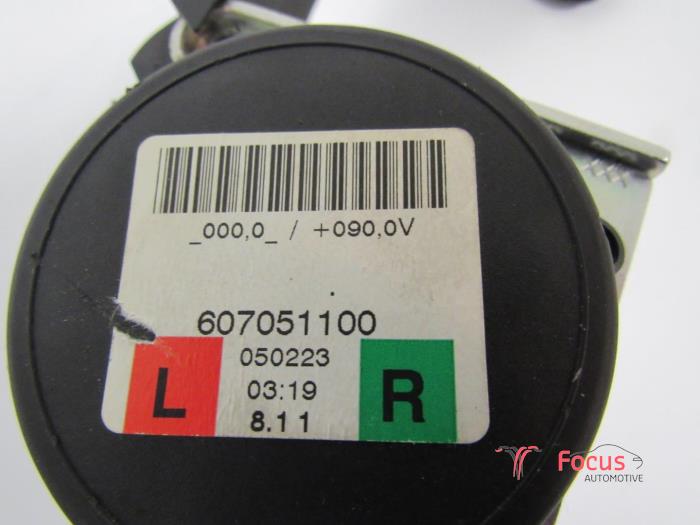 _000,0_ / +090,0V
607051100
050223
L
03:19
R
8.11
Focus
AUTOMOTIVE